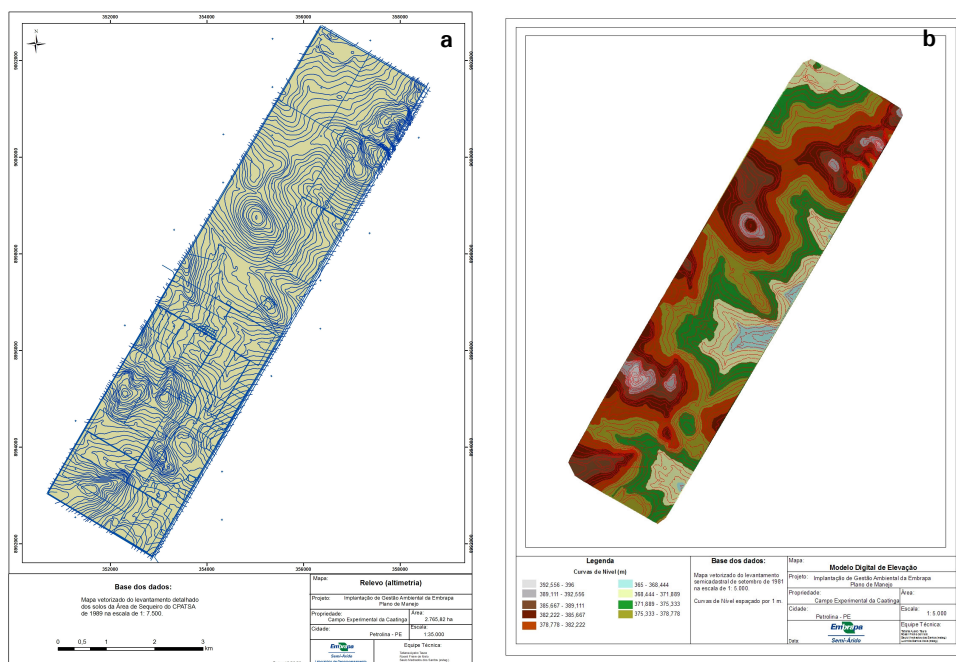 352000 354000 356000 358000
a
N
Base dos dados:
Mapa vetorizado do levantamento detalhado
dos solos da Área de Sequeiro do CPATSA
de 1989 na escala de 1: 7.500.
0 0,5 1 2 3
km
Mapa:
Relevo (altimetria)
Projeto: Implantação de Gestão Ambiental da Embrapa
Plano de Manejo
Propriedade:
Campo Experimental da Caatinga
Área:
2.765,82 ha
Cidade:
Petrolina - PE
Escala:
1:35.000
Embrapa
Semi-Árido
Equipe Técnica:
b
Legenda
Curvas de Nível (m)
392,556 - 396
389,111 - 392,556
385,667 - 389,111
382,222 - 385,667
378,778 - 382,222
365 - 368,444
368,444 - 371,889
371,889 - 375,333
375,333 - 378,778
Base dos dados:
Mapa vetorizado do levantamento
semicadastral de setembro de 1981
na escala de 1: 5.000.
Curvas de Nível espaçado por 1 m.
Mapa:
Modelo Digital de Elevação
Projeto: Implantação de Gestão Ambiental da Embrapa
Plano de Manejo
Propriedade:
Campo Experimental da Caatinga
Área:
Cidade:
Petrolina - PE
Escala:
1: 5.000
Embrapa
Semi-Árido
Data:
Equipe Técnica: